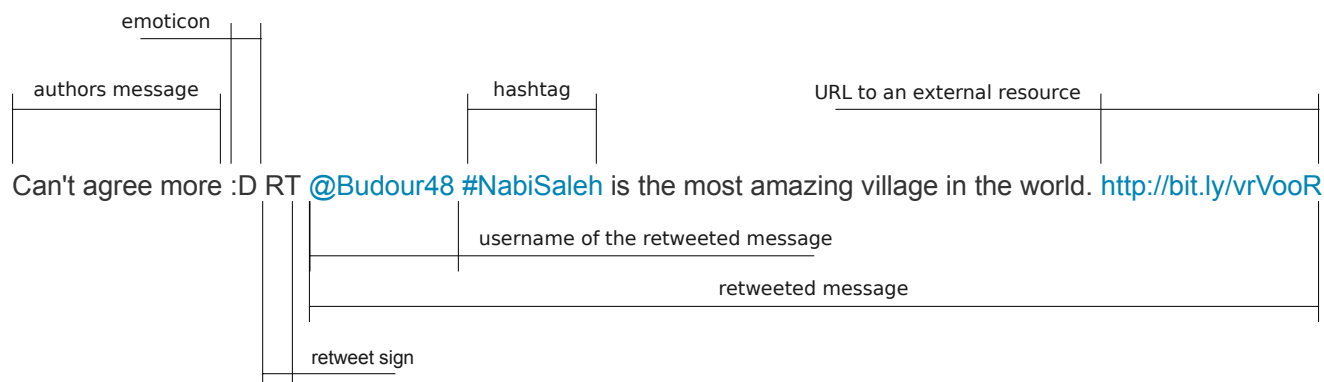 emoticon
authors message
hashtag
URL to an external resource
Can't agree more :D RT @Budour48 #NabiSaleh is the most amazing village in the world. http://bit.ly/vrVooR
username of the retweeted message
retweeted message
retweet sign